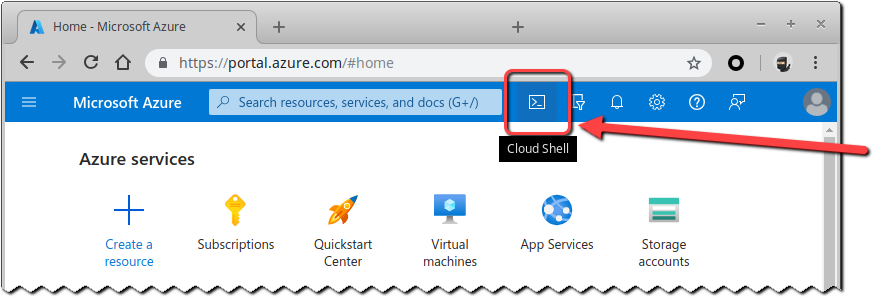 Home - Microsoft Azure
https://portal.azure.com/#home
Microsoft Azure
Search resources, services, and docs (G+/)
Cloud Shell
Azure services
Create a
resource
Subscriptions
Quickstart
Center
Virtual
machines
App Services
Storage
accounts